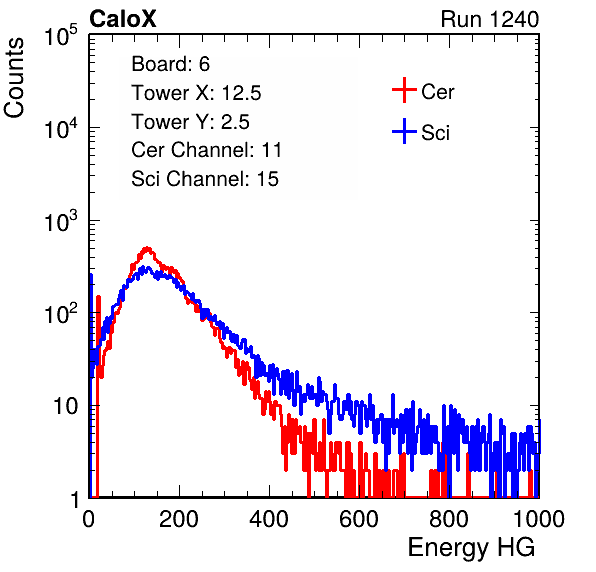 CaloX Run 1240
Counts
10^5
10^4
10^3
10^2
10
1
Board: 6
Tower X: 12.5
Tower Y: 2.5
Cer Channel: 11
Sci Channel: 15
Cer
Sci
0 200 400 600 800 1000
Energy HG